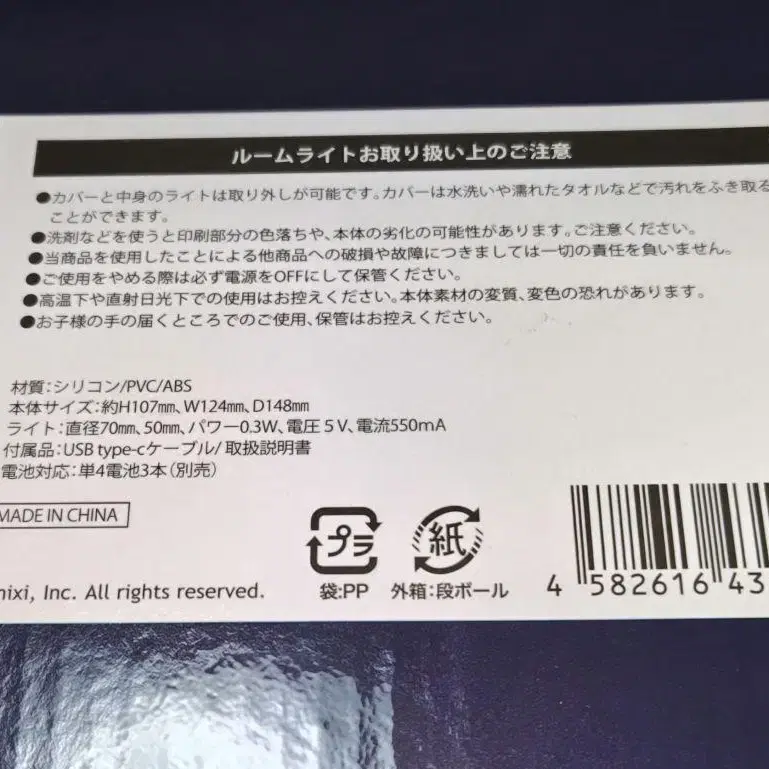 ルームライトお取り扱い上のご注意
●カバーと中身のライトは取り外しが可能です。カバーは水洗いや濡れたタオルなどで汚れをふき取る
ことができます。
●洗剤などを使うと印刷部分の色落ちや、本体の劣化の可能性があります。ご注意ください。
●当商品を使用したことによる他商品への破損や故障につきましては一切の責任を負いません。
●ご使用をやめる際は必ず電源をOFFにして保管ください。
●高温下や直射日光下での使用はお控えください。本体素材の変質、変色の恐れがあります。
●お子様の手の届くところでのご使用、保管はお控えください。
材質:シリコン/PVC/ABS
本体サイズ:約H107mm、W124mm、D148mm
ライト:直径70mm、50mm、パワー0.3W、電圧5V、電流550mA
付属品:USB type-cケーブル/取扱説明書
電池対応:単4電池3本(別売)
MADE IN CHINA
プラ
紙
mixi, Inc. All rights reserved.
袋:PP
外箱:段ボール
4 582616 43